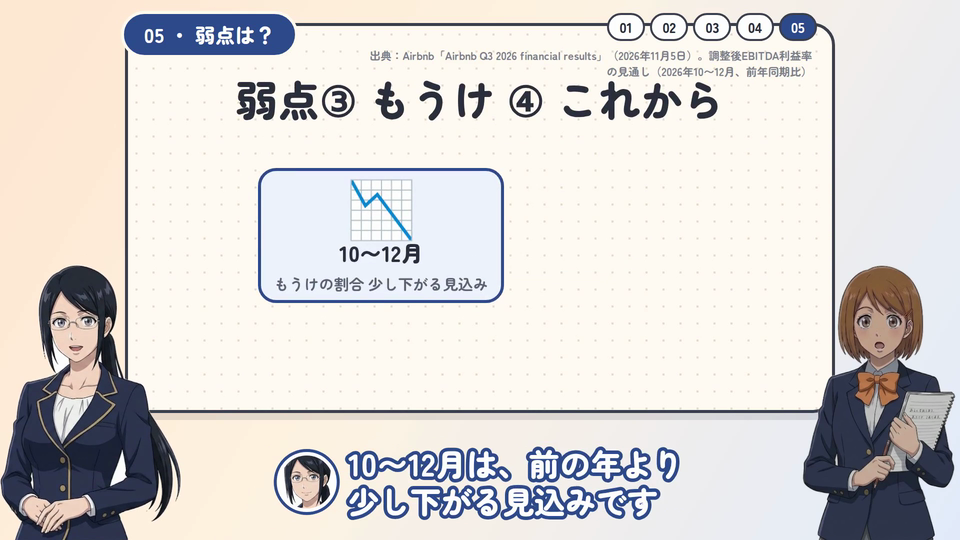 05 ・ 弱点は？
01 02 03 04 05
出典：Airbnb「Airbnb Q3 2026 financial results」（2026年11月5日）。調整後EBITDA利益率
の見通し（2026年10〜12月、前年同期比）
弱点③ もうけ ④ これから
10〜12月
もうけの割合 少し下がる見込み
10〜12月は、前の年より
少し下がる見込みです